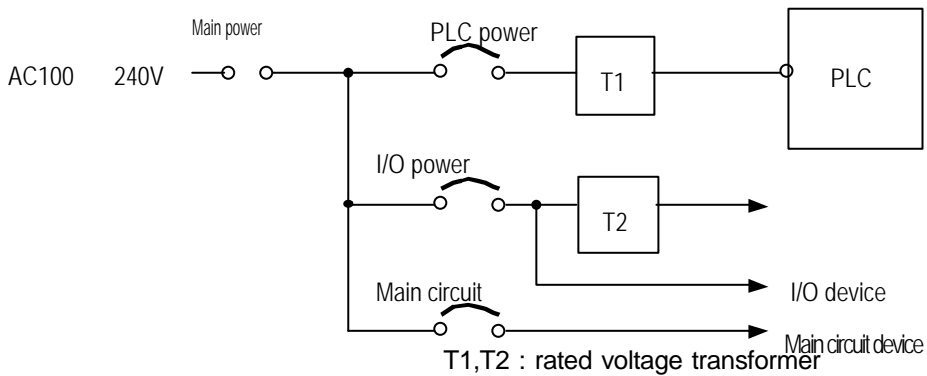 Main power
PLC power
AC100 240V
T1
PLC
I/O power
T2
Main circuit
I/O device
Main circuit device
T1,T2 : rated voltage transformer